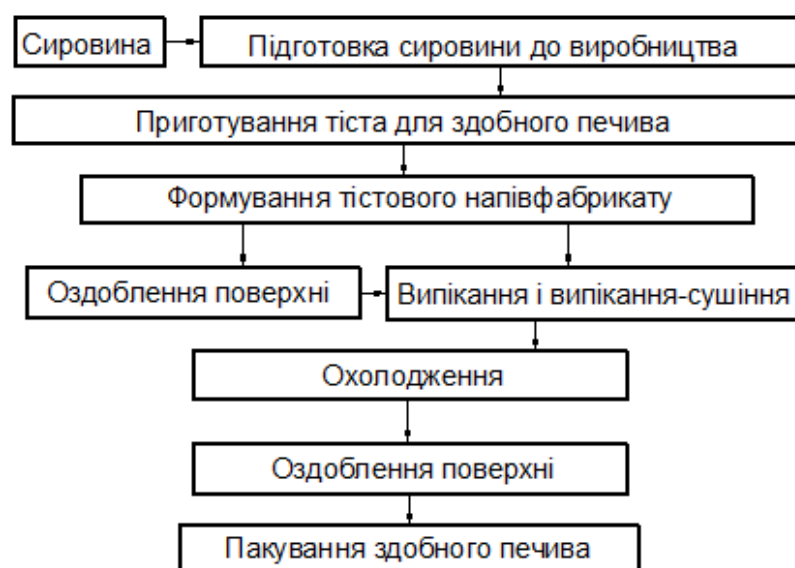 Сировина
Підготовка сировини до виробництва
Приготування тіста для здобного печива
Формування тістового напівфабрикату
Оздоблення поверхні
Випікання і випікання-сушіння
Охолодження
Оздоблення поверхні
Пакування здобного печива